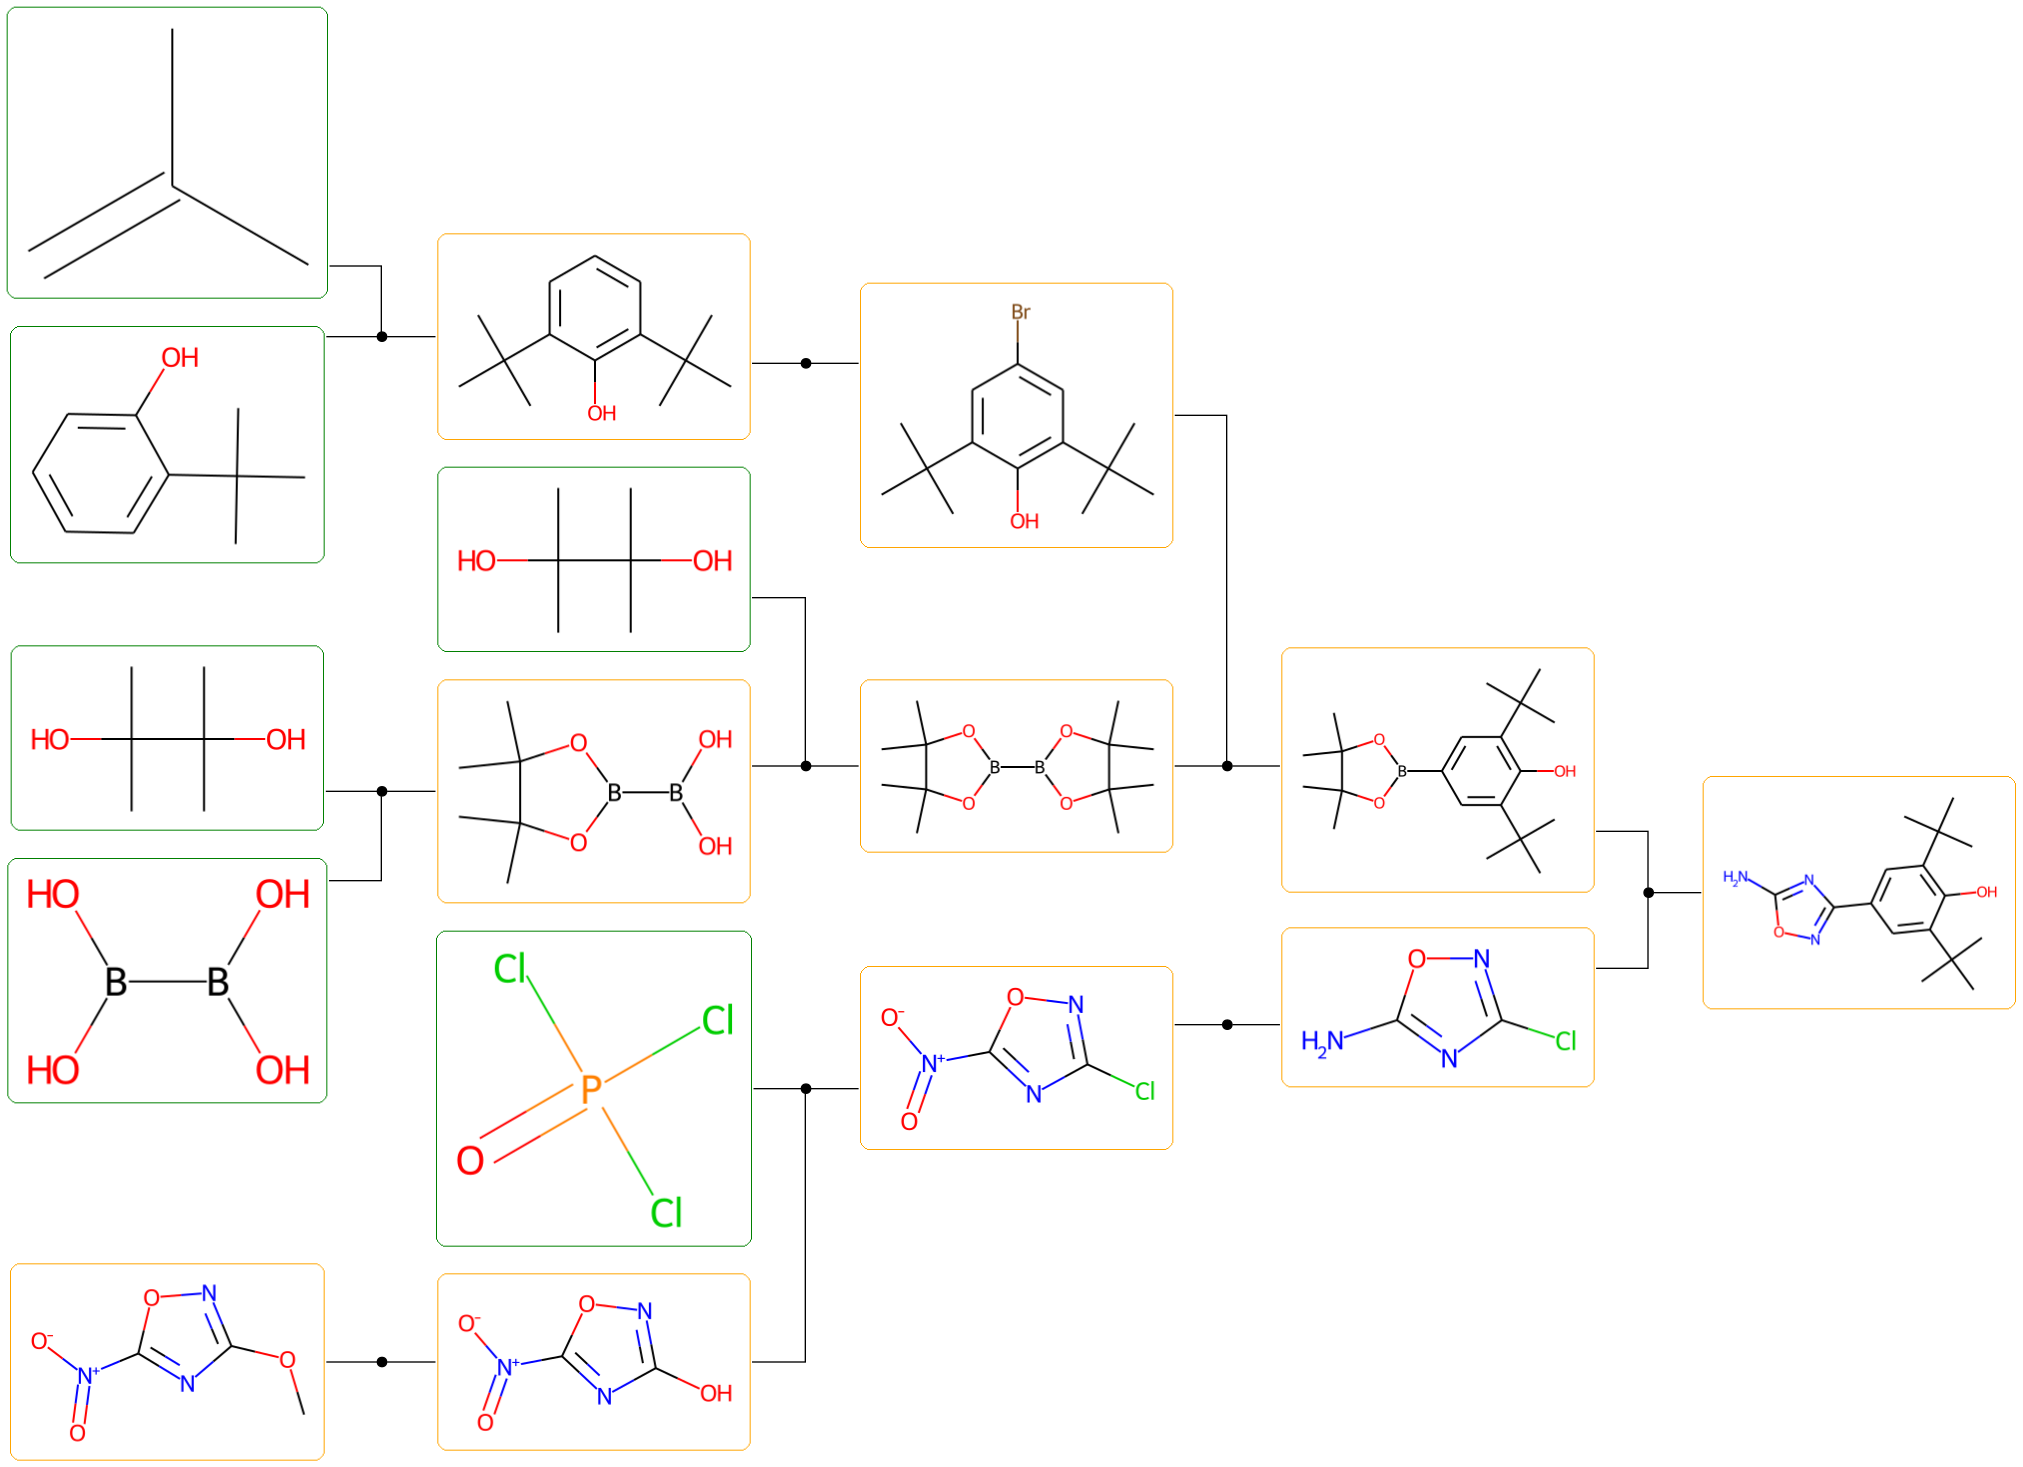 OH
OH
Br
OH
HO OH
HO OH
O O B B OH OH
O O B B O O
O O B OH
H2N N O N OH
HO OH B B HO OH
Cl Cl P O Cl
O- N+ O O N N Cl
O N H2N N Cl
O- N+ O O N N O
O- N+ O O N N OH